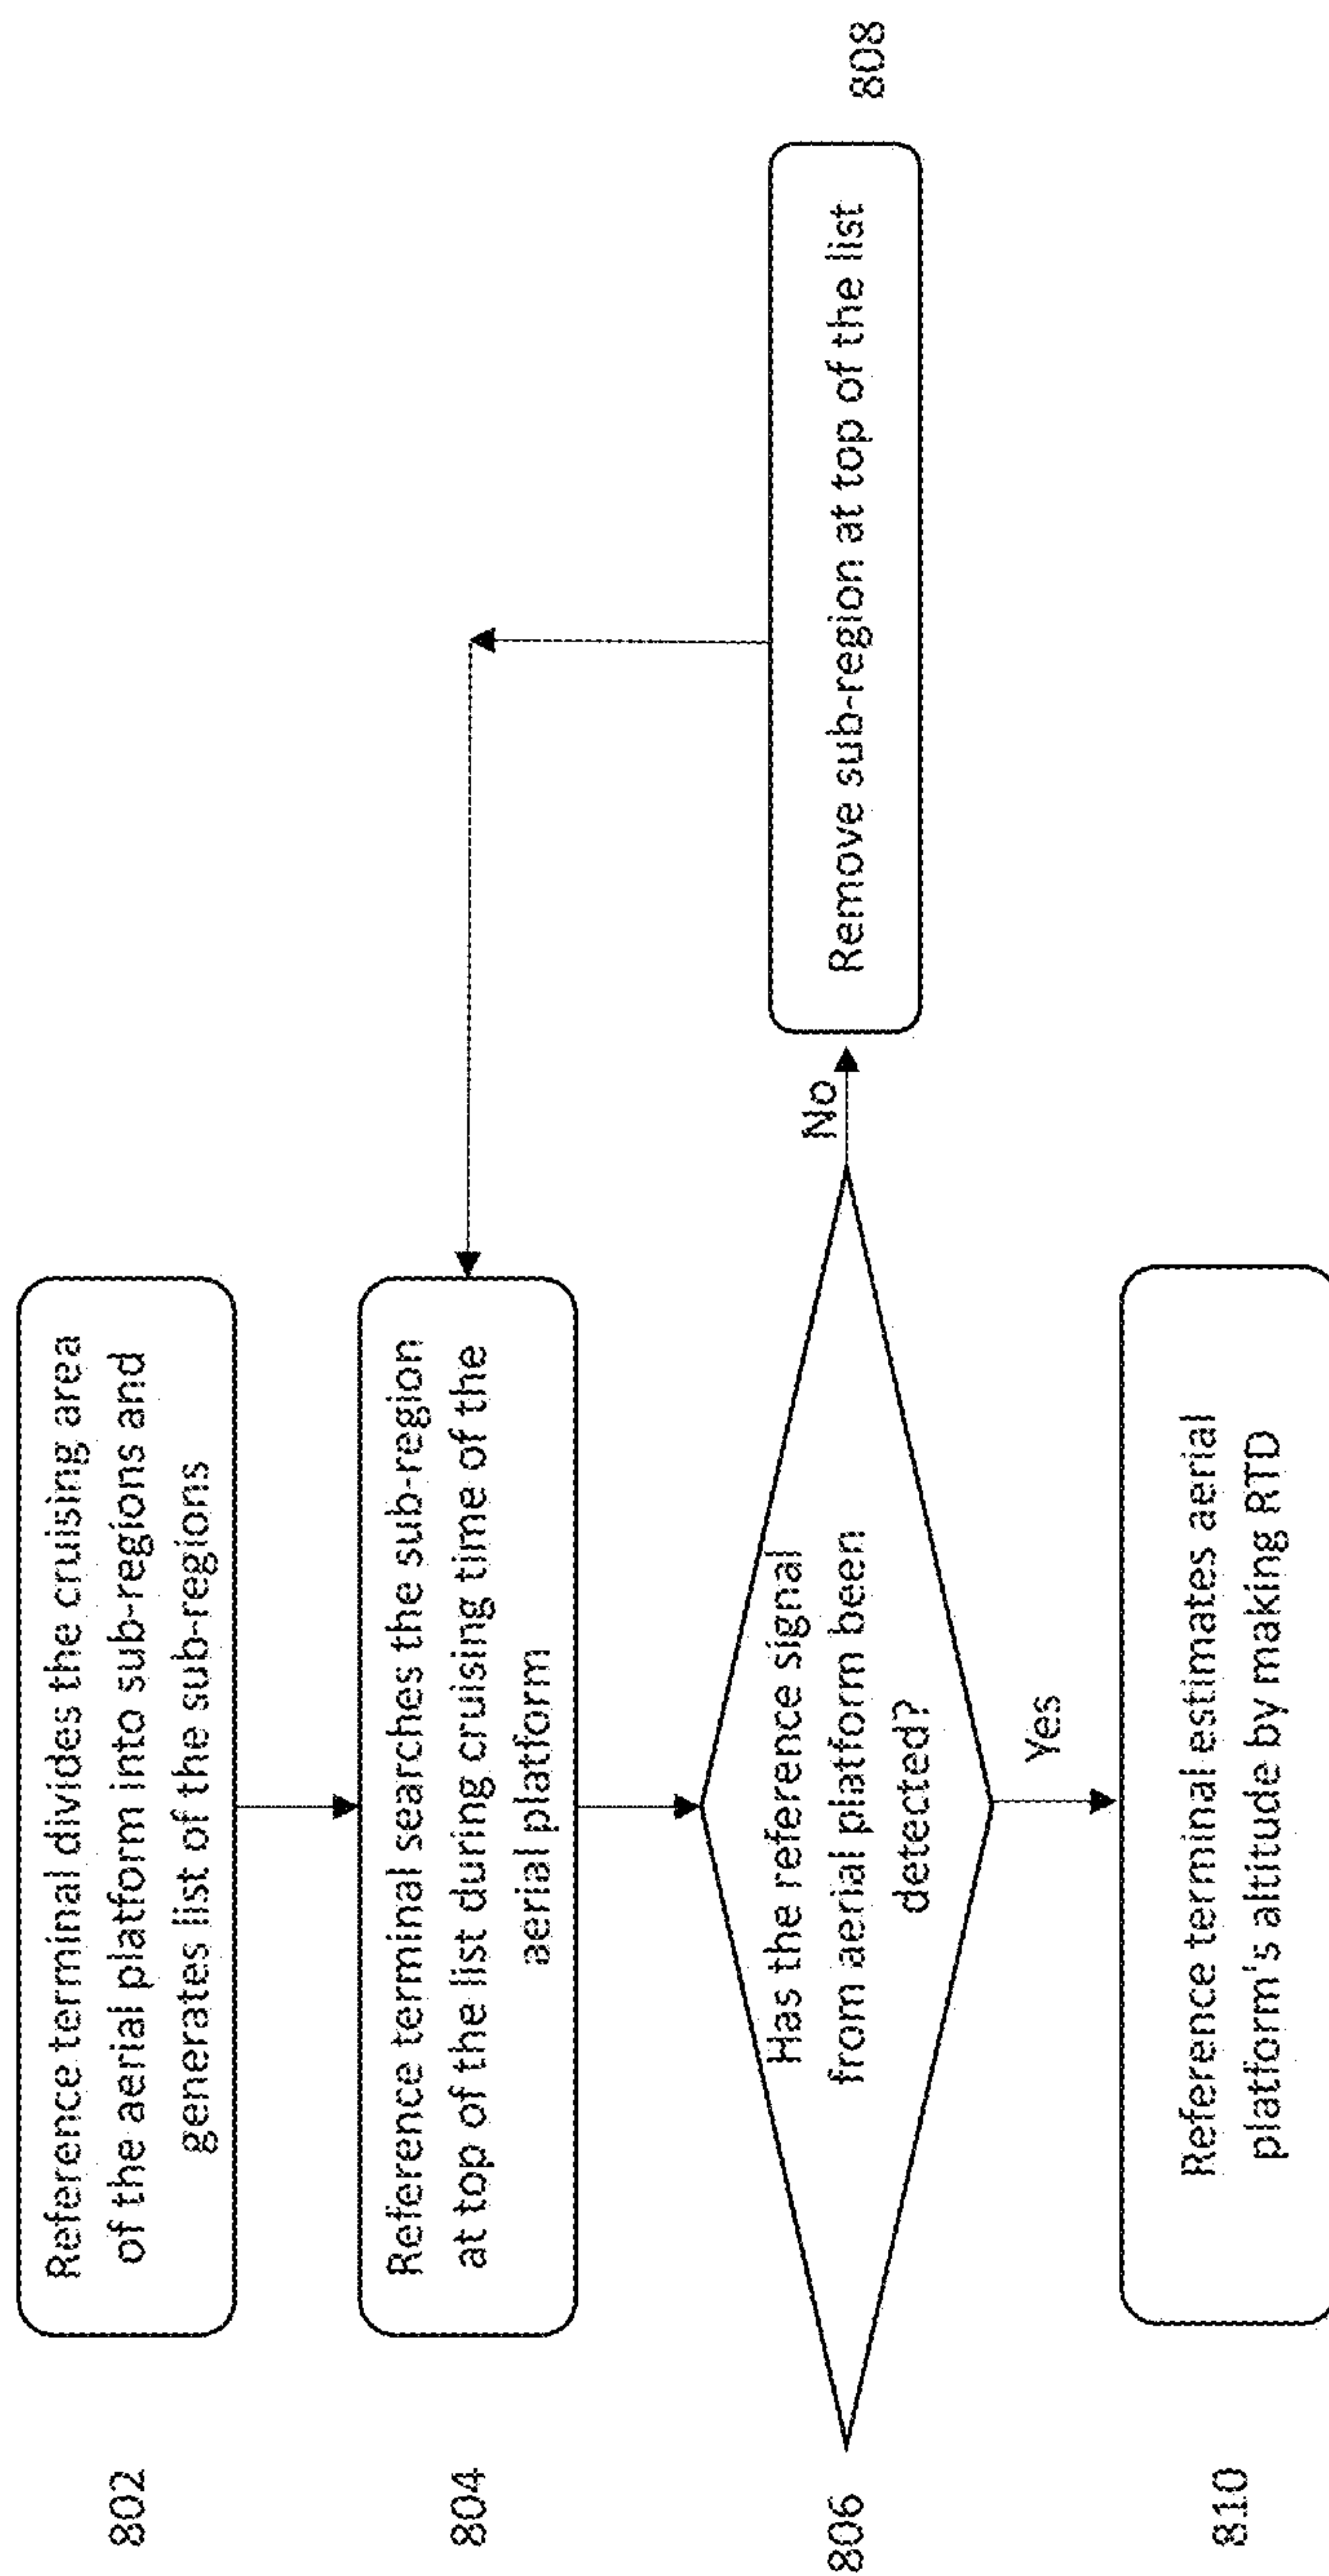 802
Reference terminal divides the cruising area
of the aerial platform into sub-regions and
generates list of the sub-regions
804
Reference terminal searches the sub-region
at top of the list during cruising time of the
aerial platform
806
Has the reference signal
from aerial platform been
detected?
No
Remove sub-region at top of the list
808
Yes
810
Reference terminal estimates aerial
platform's altitude by making RTD